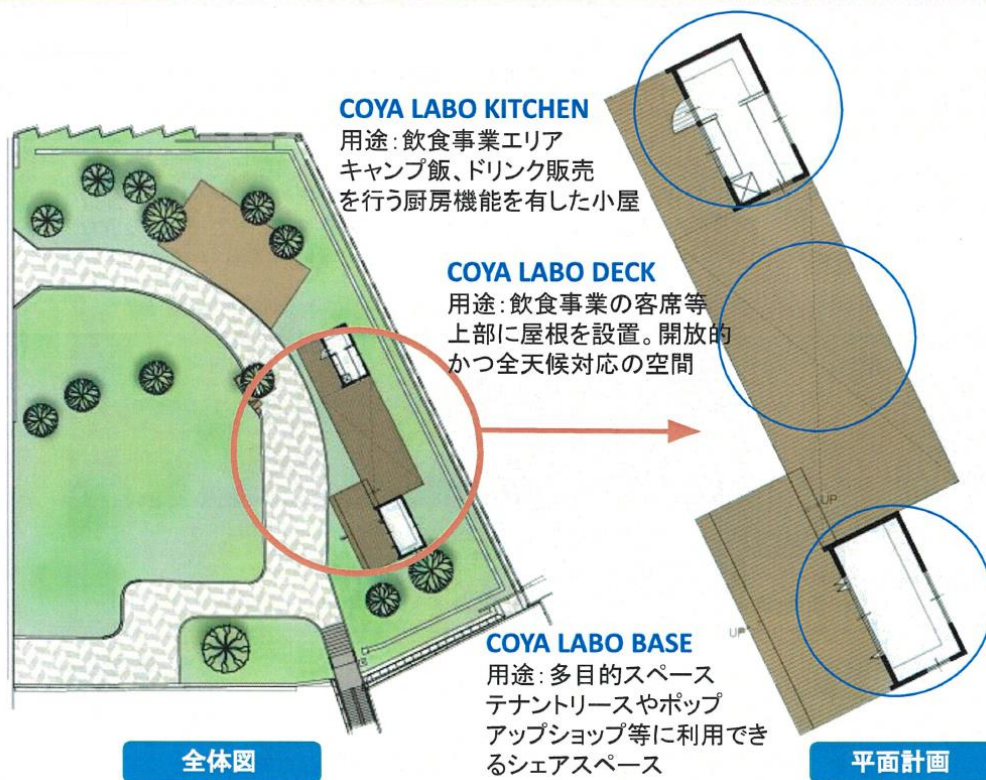 COYA LABO KITCHEN
用途：飲食事業エリア
キャンプ飯、ドリンク販売
を行う厨房機能を有した小屋
COYA LABO DECK
用途：飲食事業の客席等
上部に屋根を設置。開放的
かつ全天候対応の空間
UP
UP
COYA LABO BASE
用途：多目的スペース
テナントリースやポップ
アップショップ等に利用でき
るシェアスペース
全体図
平面計画